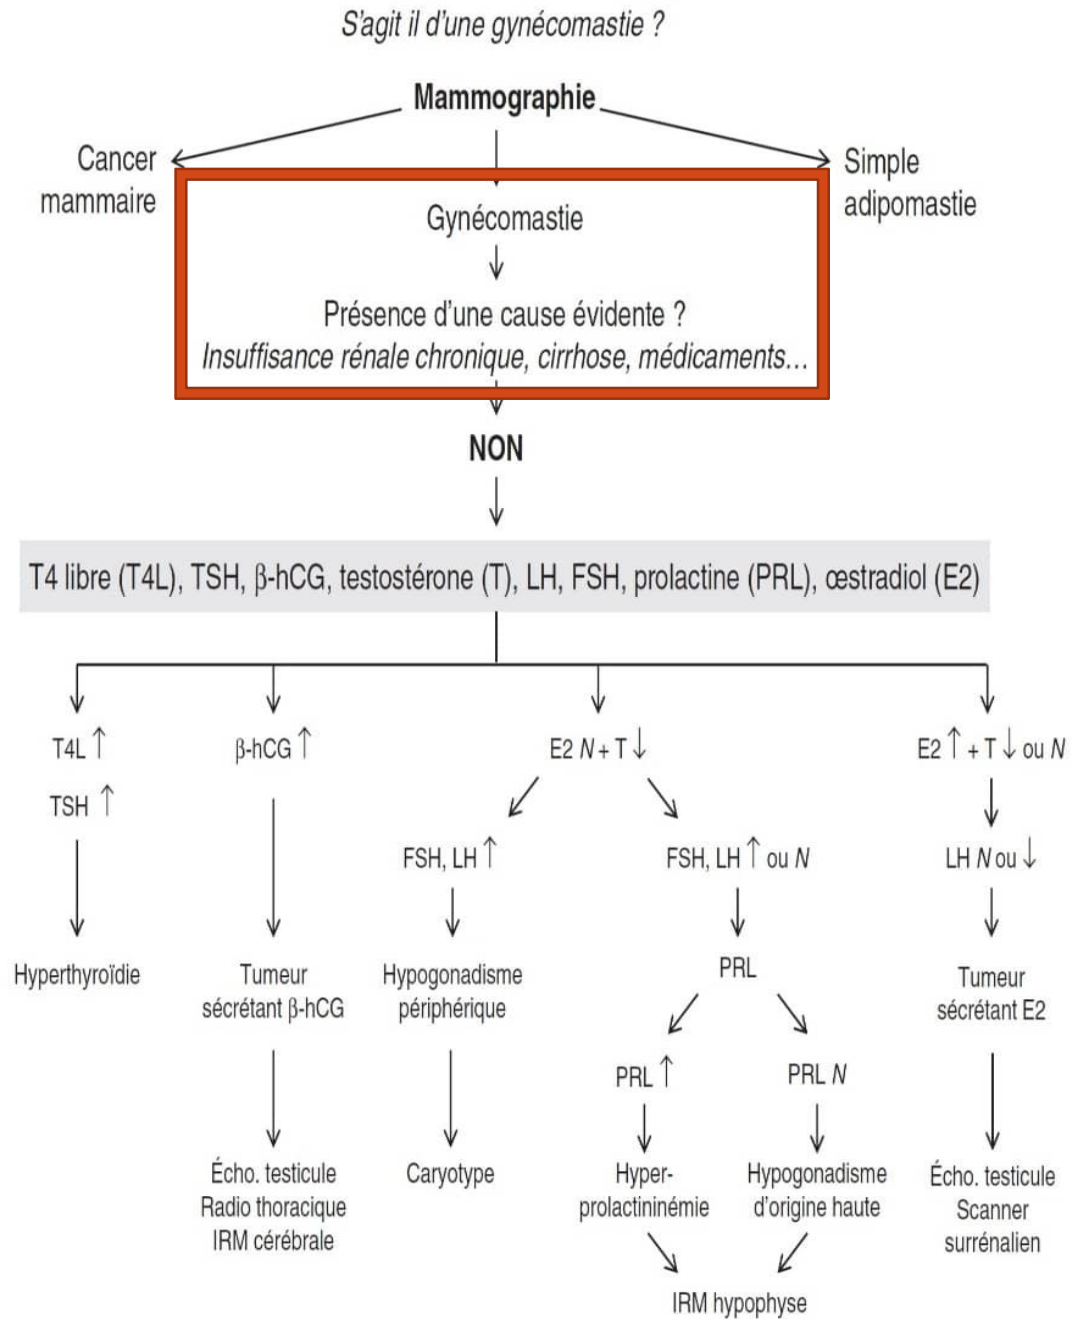 S'agit il d'une gynécomastie ?
Mammographie
Cancer
mammaire
Simple
adipomastie
Gynécomastie
Présence d'une cause évidente ?
Insuffisance rénale chronique, cirrhose, médicaments...
NON
T4 libre (T4L), TSH, β-hCG, testostérone (T), LH, FSH, prolactine (PRL), œstradiol (E2)
T4L ↑
TSH ↑
Hyperthyroïdie
β-hCG ↑
Tumeur
sécrétant β-hCG
Écho. testicule
Radio thoracique
IRM cérébrale
E2 N + T ↓
FSH, LH ↑
Hypogonadisme
périphérique
Caryotype
FSH, LH ↑ ou N
PRL
PRL ↑
Hyper-
prolactininémie
PRL N
Hypogonadisme
d'origine haute
IRM hypophyse
E2 ↑ + T ↓ ou N
LH N ou ↓
Tumeur
sécrétant E2
Écho. testicule
Scanner
surrénalien